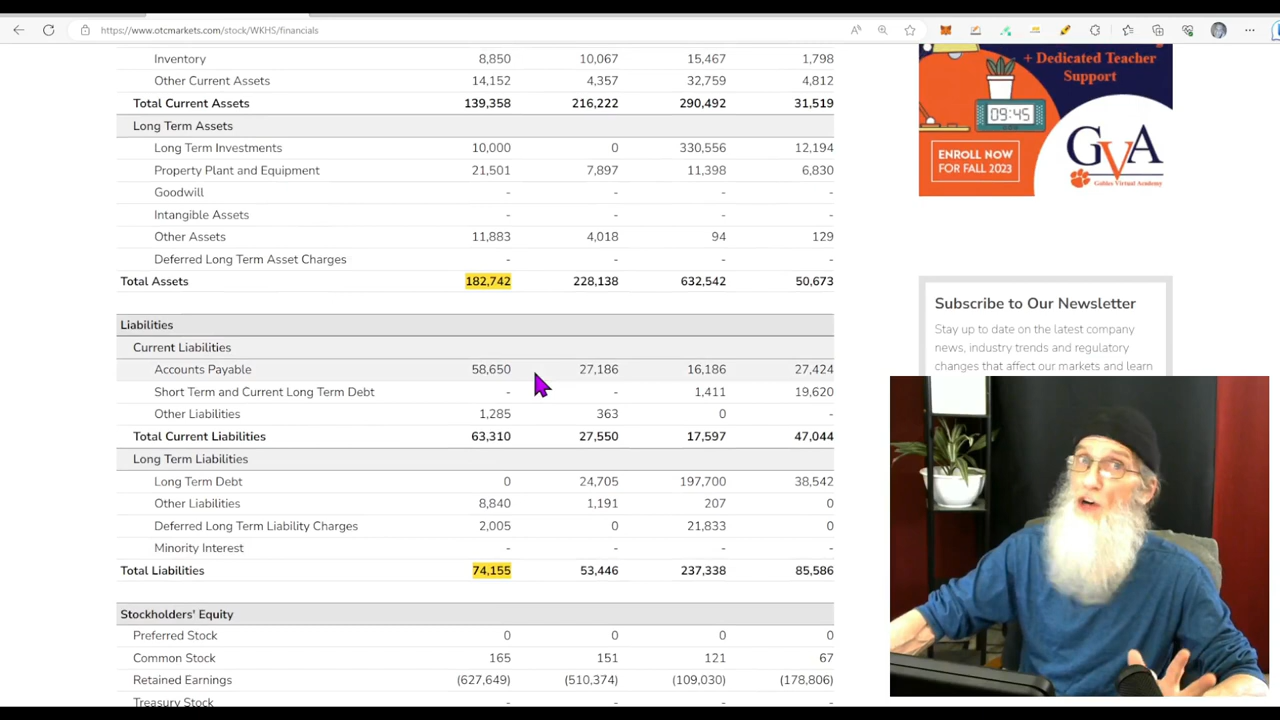 https://www.otcmarkets.com/stock/WKHS/financials
Inventory 8,850 10,067 15,467 1,798
Other Current Assets 14,152 4,357 32,759 4,812
Total Current Assets 139,358 216,222 290,492 31,519
Long Term Assets
Long Term Investments 10,000 0 330,556 12,194
Property Plant and Equipment 21,501 7,897 11,398 6,830
Goodwill - - - -
Intangible Assets - - - -
Other Assets 11,883 4,018 94 129
Deferred Long Term Asset Charges - - - -
Total Assets 182,742 228,138 632,542 50,673
Liabilities
Current Liabilities
Accounts Payable 58,650 27,186 16,186 27,424
Short Term and Current Long Term Debt - - 1,411 19,620
Other Liabilities 1,285 363 0 -
Total Current Liabilities 63,310 27,550 17,597 47,044
Long Term Liabilities
Long Term Debt 0 24,705 197,700 38,542
Other Liabilities 8,840 1,191 207 0
Deferred Long Term Liability Charges 2,005 0 21,833 0
Minority Interest - - - -
Total Liabilities 74,155 53,446 237,338 85,586
Stockholders' Equity
Preferred Stock 0 0 0 0
Common Stock 165 151 121 67
Retained Earnings (627,649) (510,374) (109,030) (178,806)
Treasury Stock
+ Dedicated Teacher
Support
09:45
ENROLL NOW
FOR FALL 2023
GVA
Virtual Academy
Subscribe to Our Newsletter
Stay up to date on the latest company
news, industry trends and regulatory
changes that affect our markets and learn